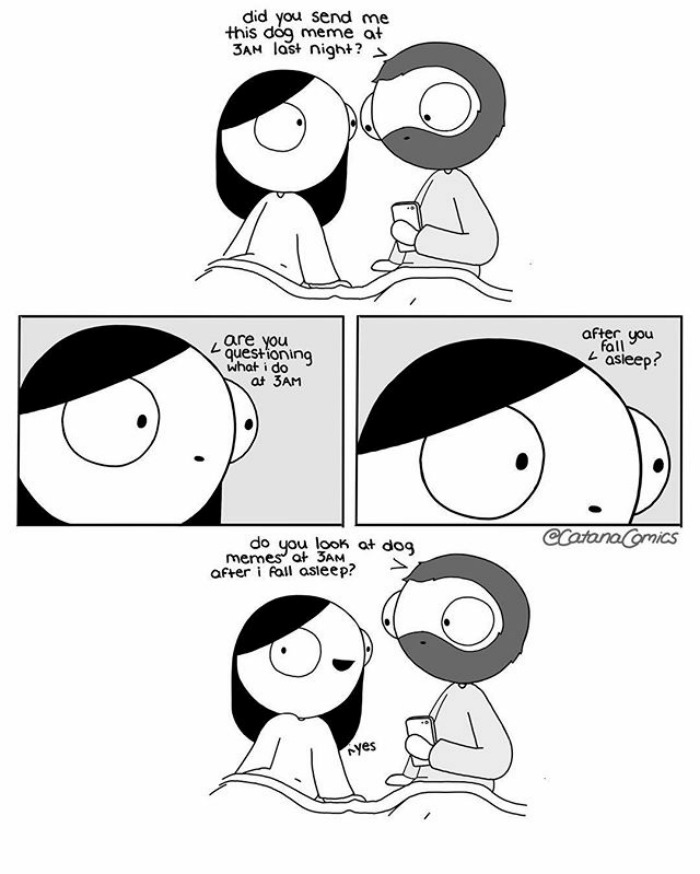 did you send me
this dog meme at
3AM last night?
are you
questioning
what i do
at 3AM
after you
fall
asleep?
@CatanaComics
do you look at dog
memes at 3AM
after i fall asleep?
yes